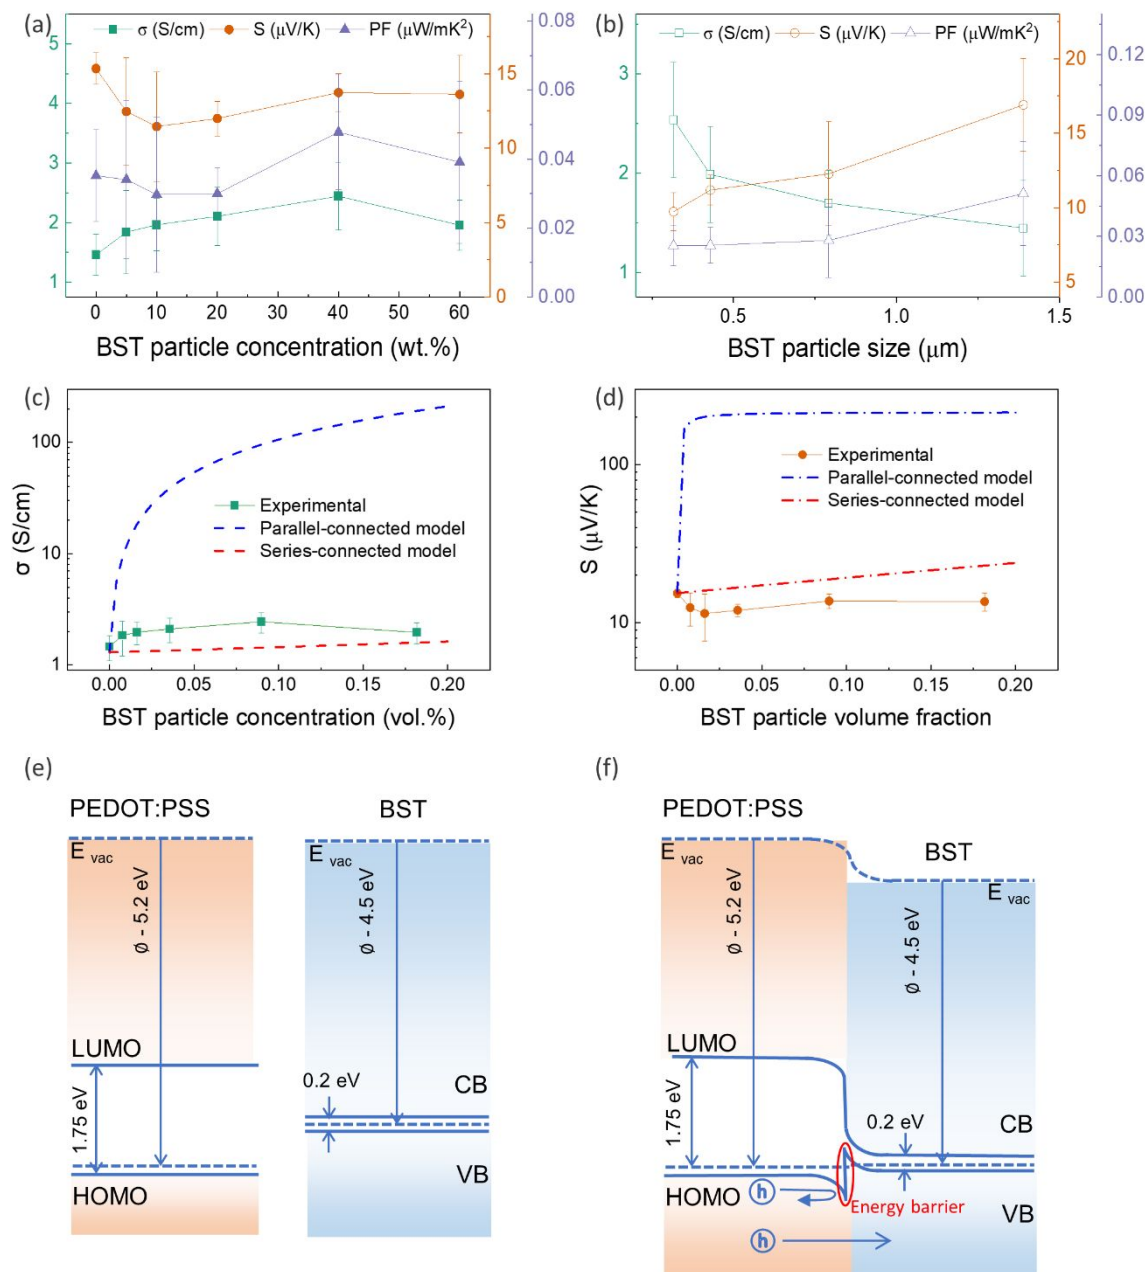 (a)
σ (S/cm) S (μV/K) PF (μW/mK²)
5
4
3
2
1
15
10
5
0
0.08
0.06
0.04
0.02
0.00
0 10 20 30 40 50 60
BST particle concentration (wt.%)
(b)
σ (S/cm) S (μV/K) PF (μW/mK²)
3
2
1
20
15
10
5
0.12
0.09
0.06
0.03
0.00
0.5 1.0 1.5
BST particle size (μm)
(c)
σ (S/cm)
100
10
1
Experimental
Parallel-connected model
Series-connected model
0.00 0.05 0.10 0.15 0.20
BST particle concentration (vol.%)
(d)
S (μV/K)
100
10
Experimental
Parallel-connected model
Series-connected model
0.00 0.05 0.10 0.15 0.20
BST particle volume fraction
(e)
PEDOT:PSS
E vac
ø - 5.2 eV
LUMO
1.75 eV
HOMO
BST
E vac
ø - 4.5 eV
0.2 eV
CB
VB
(f)
PEDOT:PSS
E vac
ø - 5.2 eV
LUMO
1.75 eV
HOMO
BST
E vac
ø - 4.5 eV
0.2 eV
CB
VB
h
Energy barrier
h